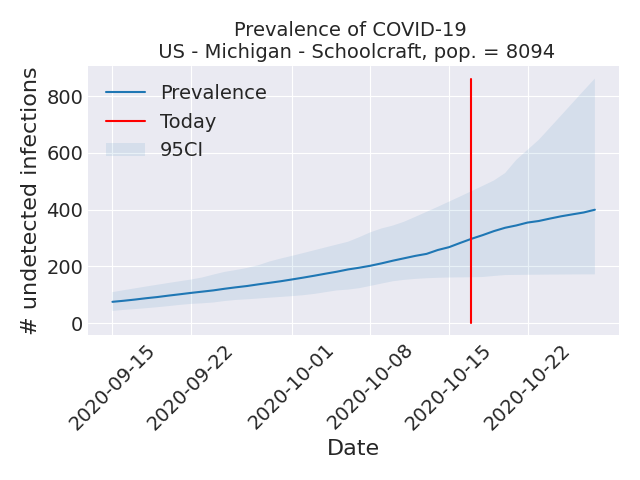 Prevalence of COVID-19
US - Michigan - Schoolcraft, pop. = 8094
# undetected infections
800
600
400
200
0
Prevalence
Today
95CI
2020-09-15
2020-09-22
2020-10-01
2020-10-08
2020-10-15
2020-10-22
Date